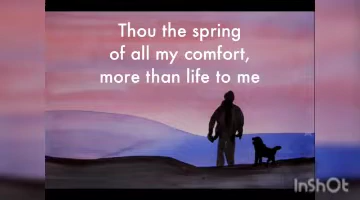 Thou the spring
of all my comfort,
more than life to me
InShOt